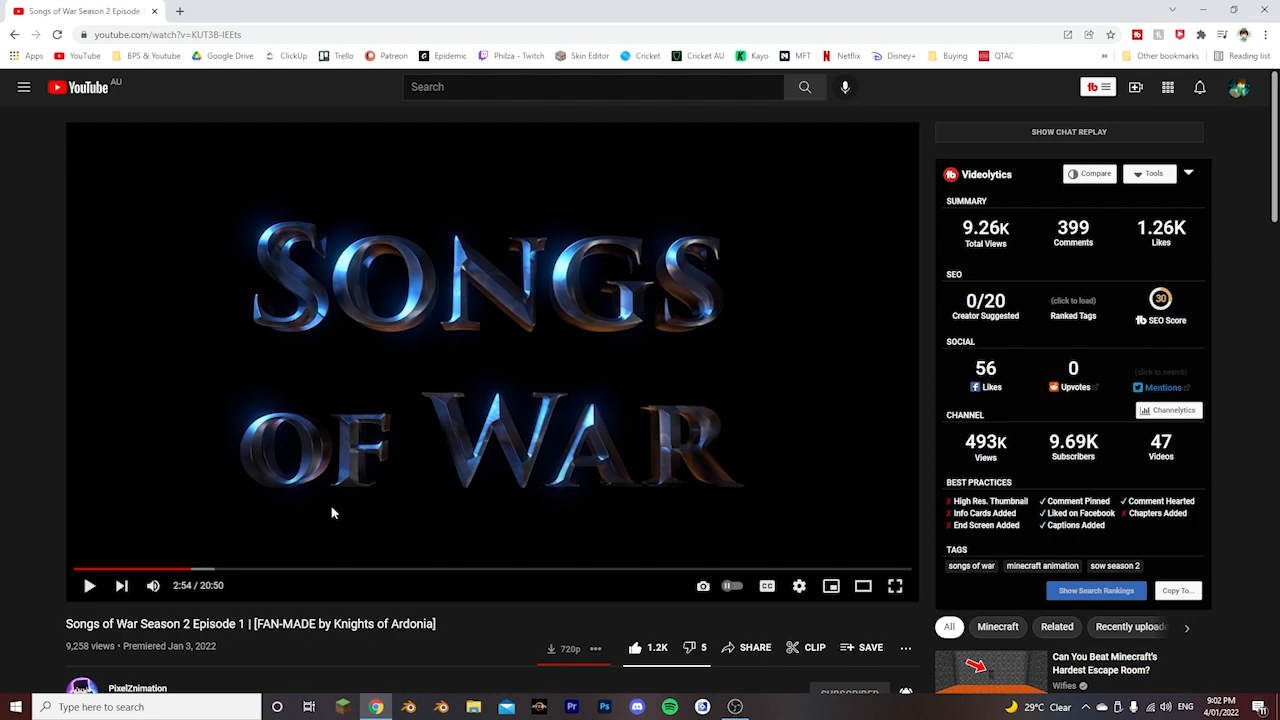 Songs of War Season 2 Episode
youtube.com/watch?v=KUT3B-IEEts
Apps YouTube BPS & Youtube Google Drive ClickUp Trello Patreon Epidemic Philza - Twitch Skin Editor Cricket Cricket AU Kayo MFT Netflix Disney+ Buying QTAC » Other bookmarks Reading list
YouTube AU
Search
SONGS
OF WAR
2:54 / 20:50
CC
Songs of War Season 2 Episode 1 | [FAN-MADE by Knights of Ardonia]
9,258 views • Premiered Jan 3, 2022
720p 1.2K 5 SHARE CLIP SAVE
PixelZnimation
SUBSCRIBED
SHOW CHAT REPLAY
tb Videolytics Compare Tools
SUMMARY
9.26K 399 1.26K
Total Views Comments Likes
SEO
0/20 (click to load) 30
Creator Suggested Ranked Tags tb SEO Score
SOCIAL
56 0 (click to search)
Likes Upvotes Mentions
CHANNEL Channelytics
493K 9.69K 47
Views Subscribers Videos
BEST PRACTICES
✗ High Res. Thumbnail ✓ Comment Pinned ✓ Comment Hearted
✗ Info Cards Added ✓ Liked on Facebook ✗ Chapters Added
✗ End Screen Added ✓ Captions Added
TAGS
songs of war minecraft animation sow season 2
Show Search Rankings Copy To...
All Minecraft Related Recently uploade
Can You Beat Minecraft's
Hardest Escape Room?
Wifies
Type here to search
29°C Clear ENG
9:02 PM
4/01/2022